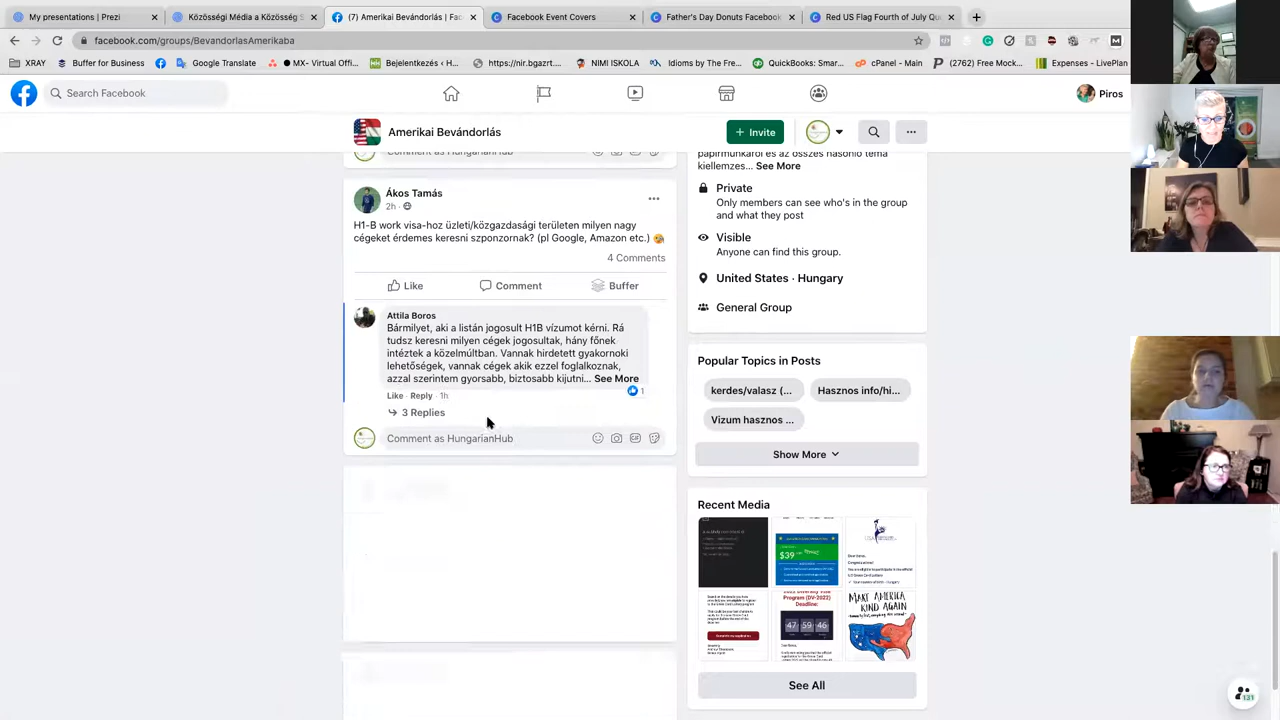 My presentations | Prezi
Közösségi Média a Közösség S
(7) Amerikai Bevándorlás | Fac
Facebook Event Covers
Father's Day Donuts Facebook
Red US Flag Fourth of July Qu
facebook.com/groups/BevandorlasAmerikaba
XRAY
Buffer for Business
Google Translate
MX- Virtual Offi...
Bejelentkezés ‹ H...
https://nir.bgazrt....
NIMI ISKOLA
Idioms by The Fre...
QuickBooks: Smar...
cPanel - Main
(2762) Free Mock...
Expenses - LivePlan
Search Facebook
Piros
Amerikai Bevándorlás
+ Invite
Comment as HungarianHub
Ákos Tamás
2h
H1-B work visa-hoz üzleti/közgazdasági területen milyen nagy
cégeket érdemes keresni szponzornak? (pl Google, Amazon etc.)
4 Comments
Like
Comment
Buffer
Attila Boros
Bármilyet, aki a listán jogosult H1B vízumot kérni. Rá
tudsz keresni milyen cégek jogosultak, hány főnek
intéztek a közelmúltban. Vannak hirdetett gyakornoki
lehetőségek, vannak cégek akik ezzel foglalkoznak,
azzal szerintem gyorsabb, biztosabb kijutni... See More
1
Like · Reply · 1h
3 Replies
Comment as HungarianHub
papírmunkáról és az összes hasonló téma
kiellemzes... See More
Private
Only members can see who's in the group
and what they post
Visible
Anyone can find this group.
United States · Hungary
General Group
Popular Topics in Posts
kerdes/valasz (...
Hasznos info/hi...
Vizum hasznos ...
Show More
Recent Media
$39
Program (DV-2022)
Deadline:
47 59 46
MAKE AMERICA
KIND AGAIN
See All
131